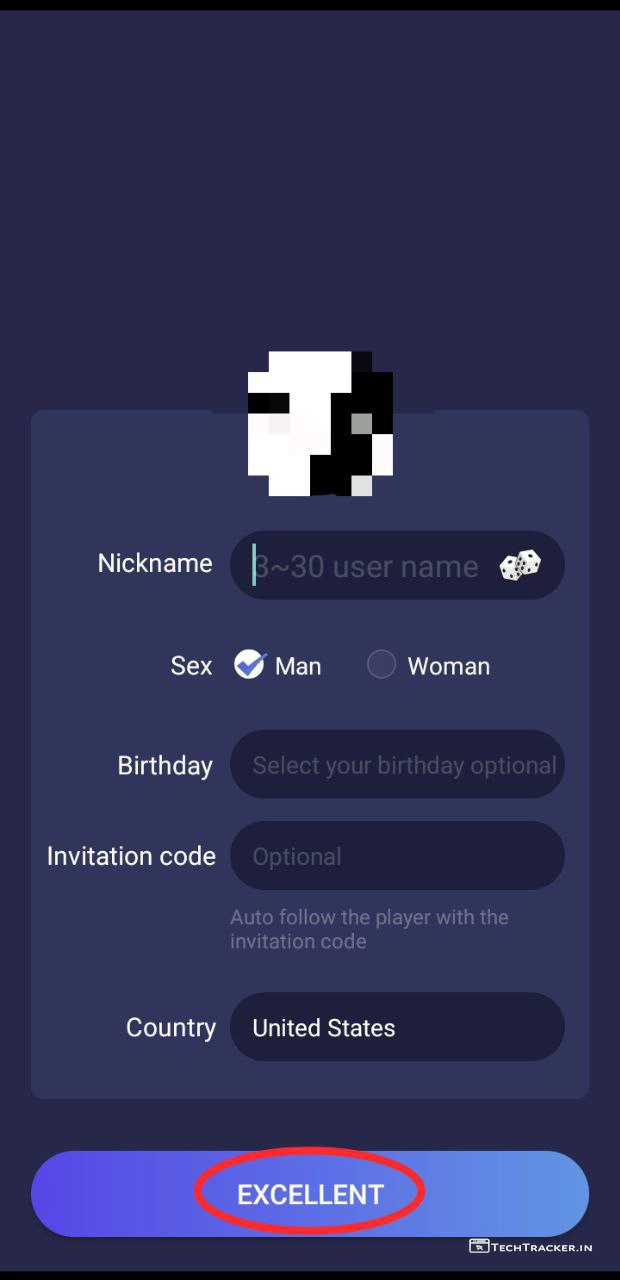 Nickname
3~30 user name
Sex
Man
Woman
Birthday
Select your birthday optional
Invitation code
Optional
Auto follow the player with the
invitation code
Country
United States
EXCELLENT
TECHTRACKER.IN